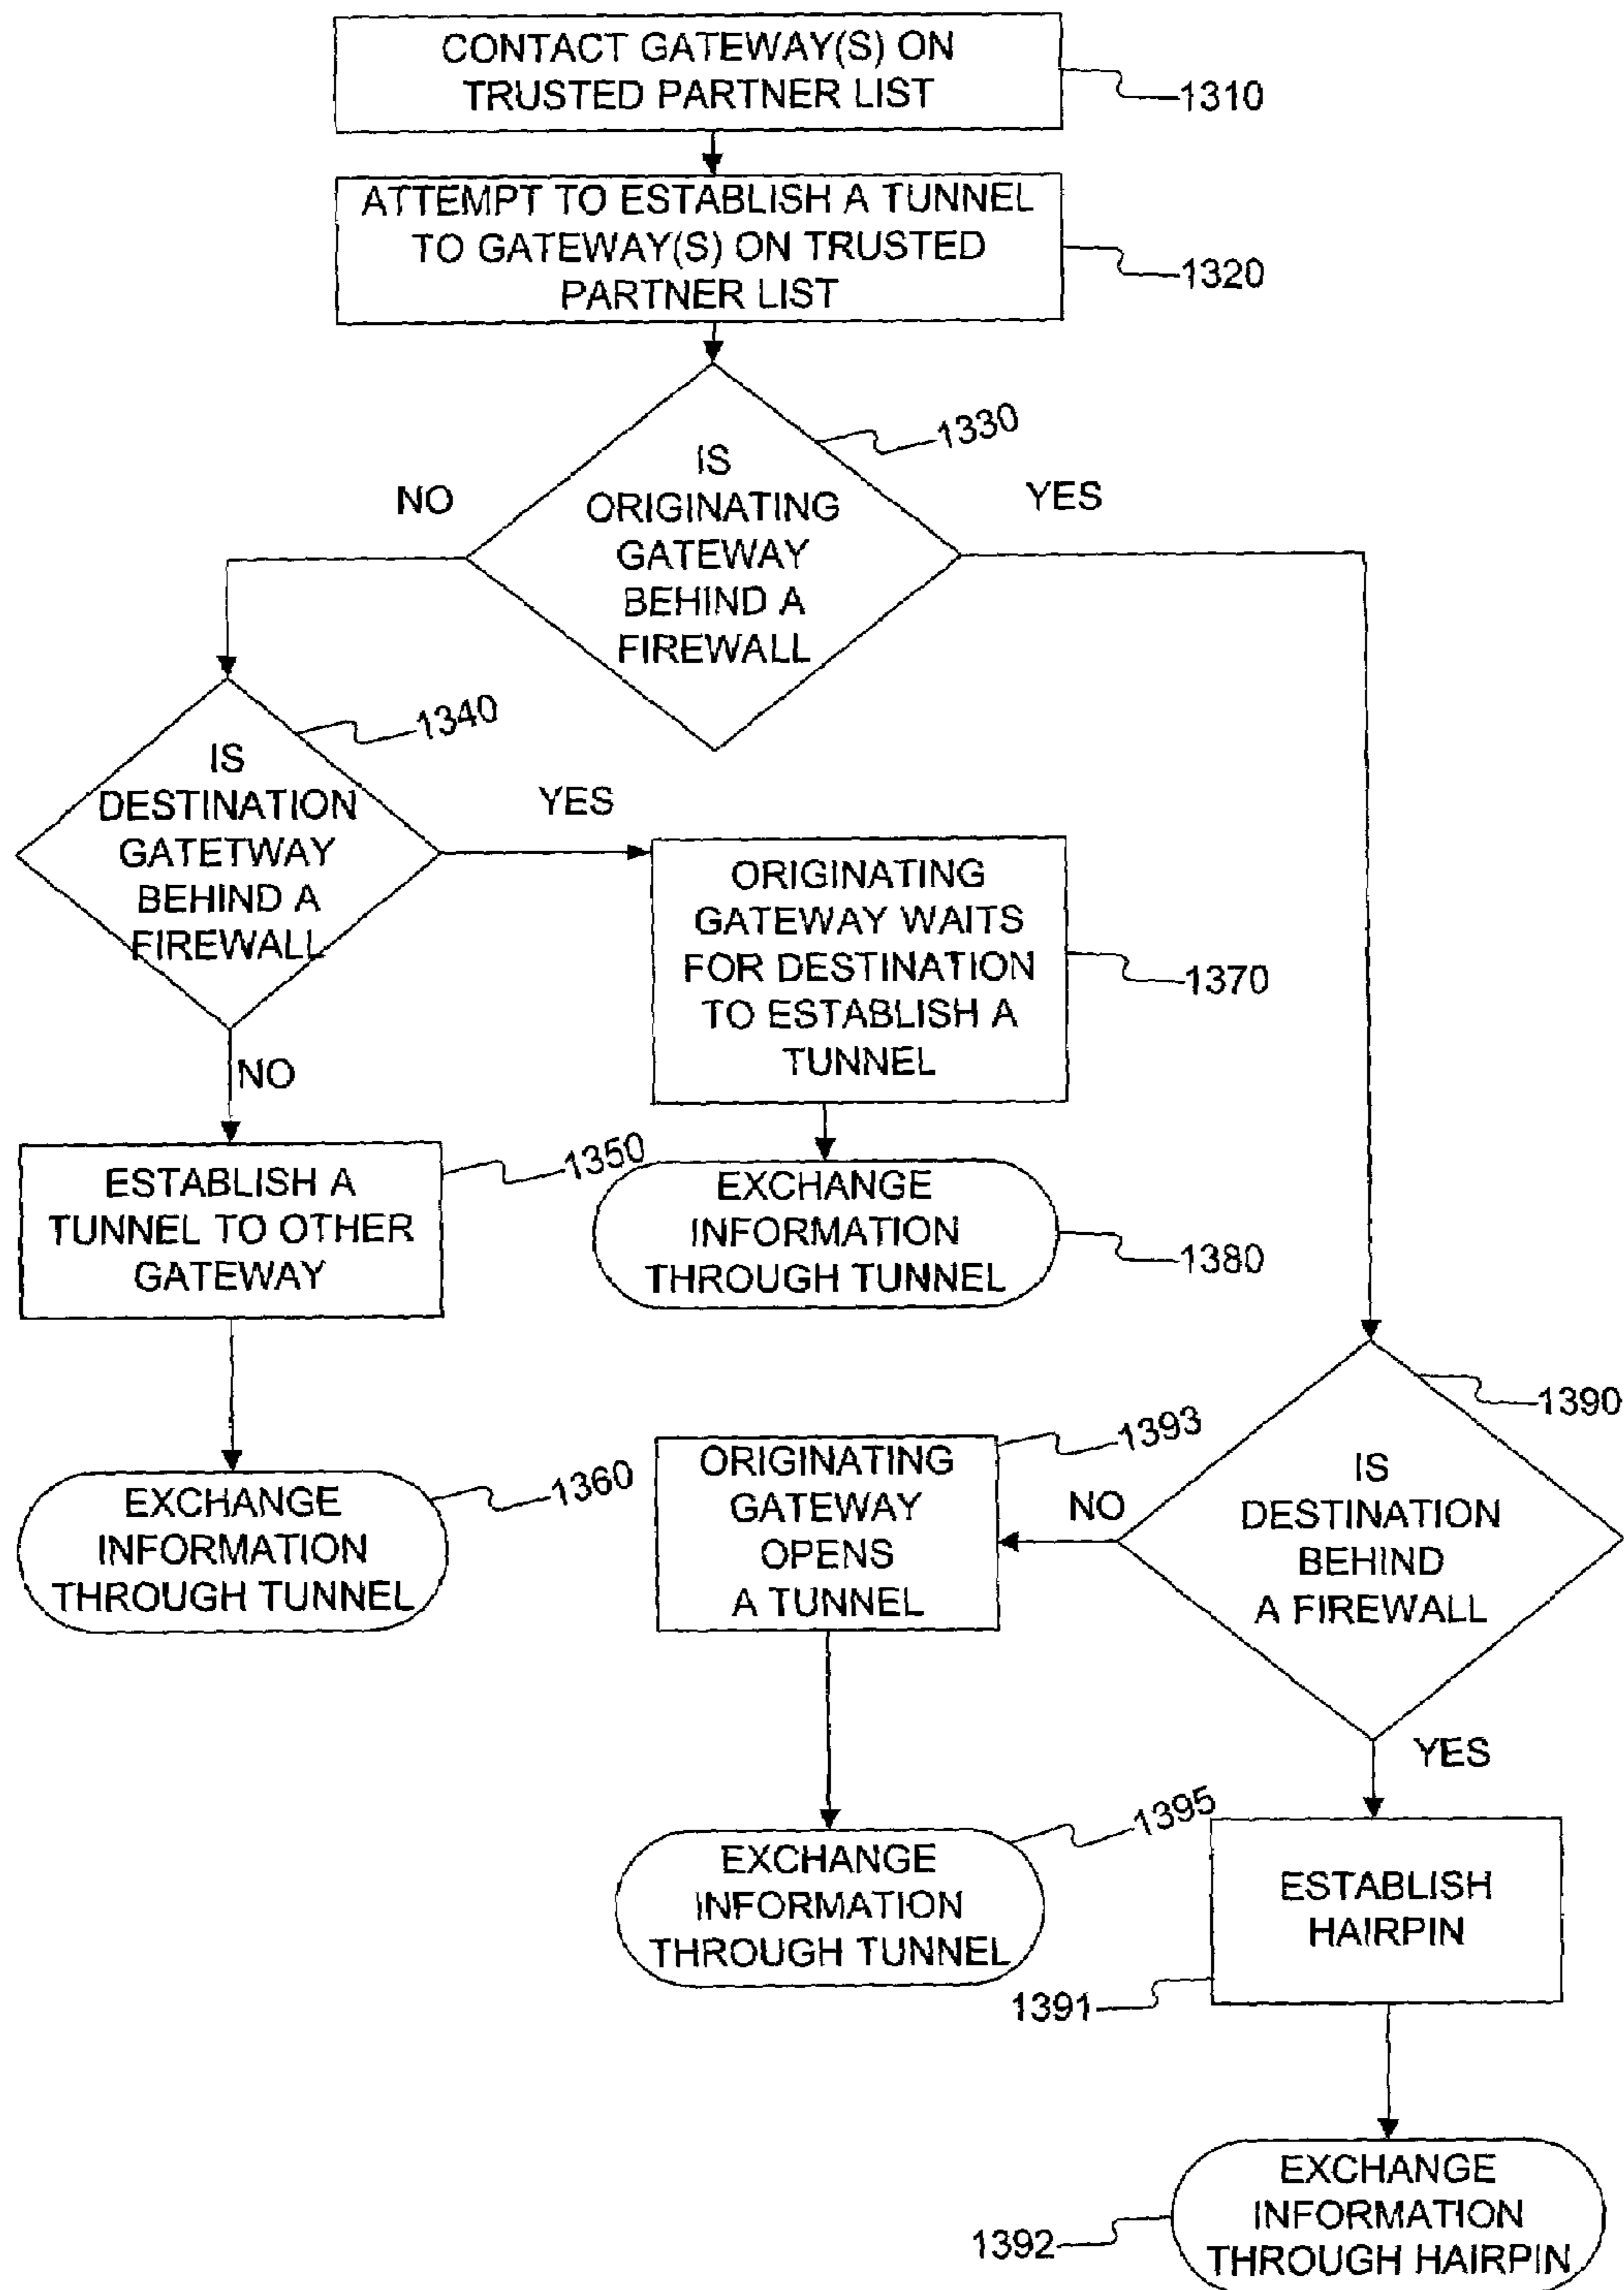 CONTACT GATEWAY(S) ON
TRUSTED PARTNER LIST
1310
ATTEMPT TO ESTABLISH A TUNNEL
TO GATEWAY(S) ON TRUSTED
PARTNER LIST
1320
1330
IS
ORIGINATING
GATEWAY
BEHIND A
FIREWALL
NO
YES
1340
IS
DESTINATION
GATETWAY
BEHIND A
FIREWALL
YES
NO
ORIGINATING
GATEWAY WAITS
FOR DESTINATION
TO ESTABLISH A
TUNNEL
1370
1350
ESTABLISH A
TUNNEL TO OTHER
GATEWAY
EXCHANGE
INFORMATION
THROUGH TUNNEL
1380
1360
EXCHANGE
INFORMATION
THROUGH TUNNEL
1390
IS
DESTINATION
BEHIND
A FIREWALL
NO
YES
1393
ORIGINATING
GATEWAY
OPENS
A TUNNEL
1395
EXCHANGE
INFORMATION
THROUGH TUNNEL
ESTABLISH
HAIRPIN
1391
EXCHANGE
INFORMATION
THROUGH HAIRPIN
1392